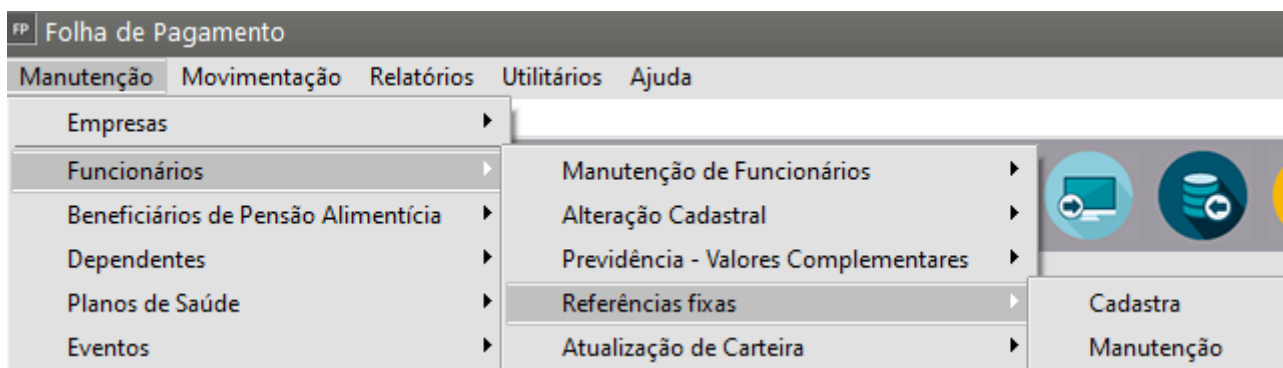 FP Folha de Pagamento
Manutenção Movimentação Relatórios Utilitários Ajuda
Empresas
Funcionários
Beneficiários de Pensão Alimentícia
Dependentes
Planos de Saúde
Eventos
Manutenção de Funcionários
Alteração Cadastral
Previdência - Valores Complementares
Referências fixas
Atualização de Carteira
Cadastra
Manutenção